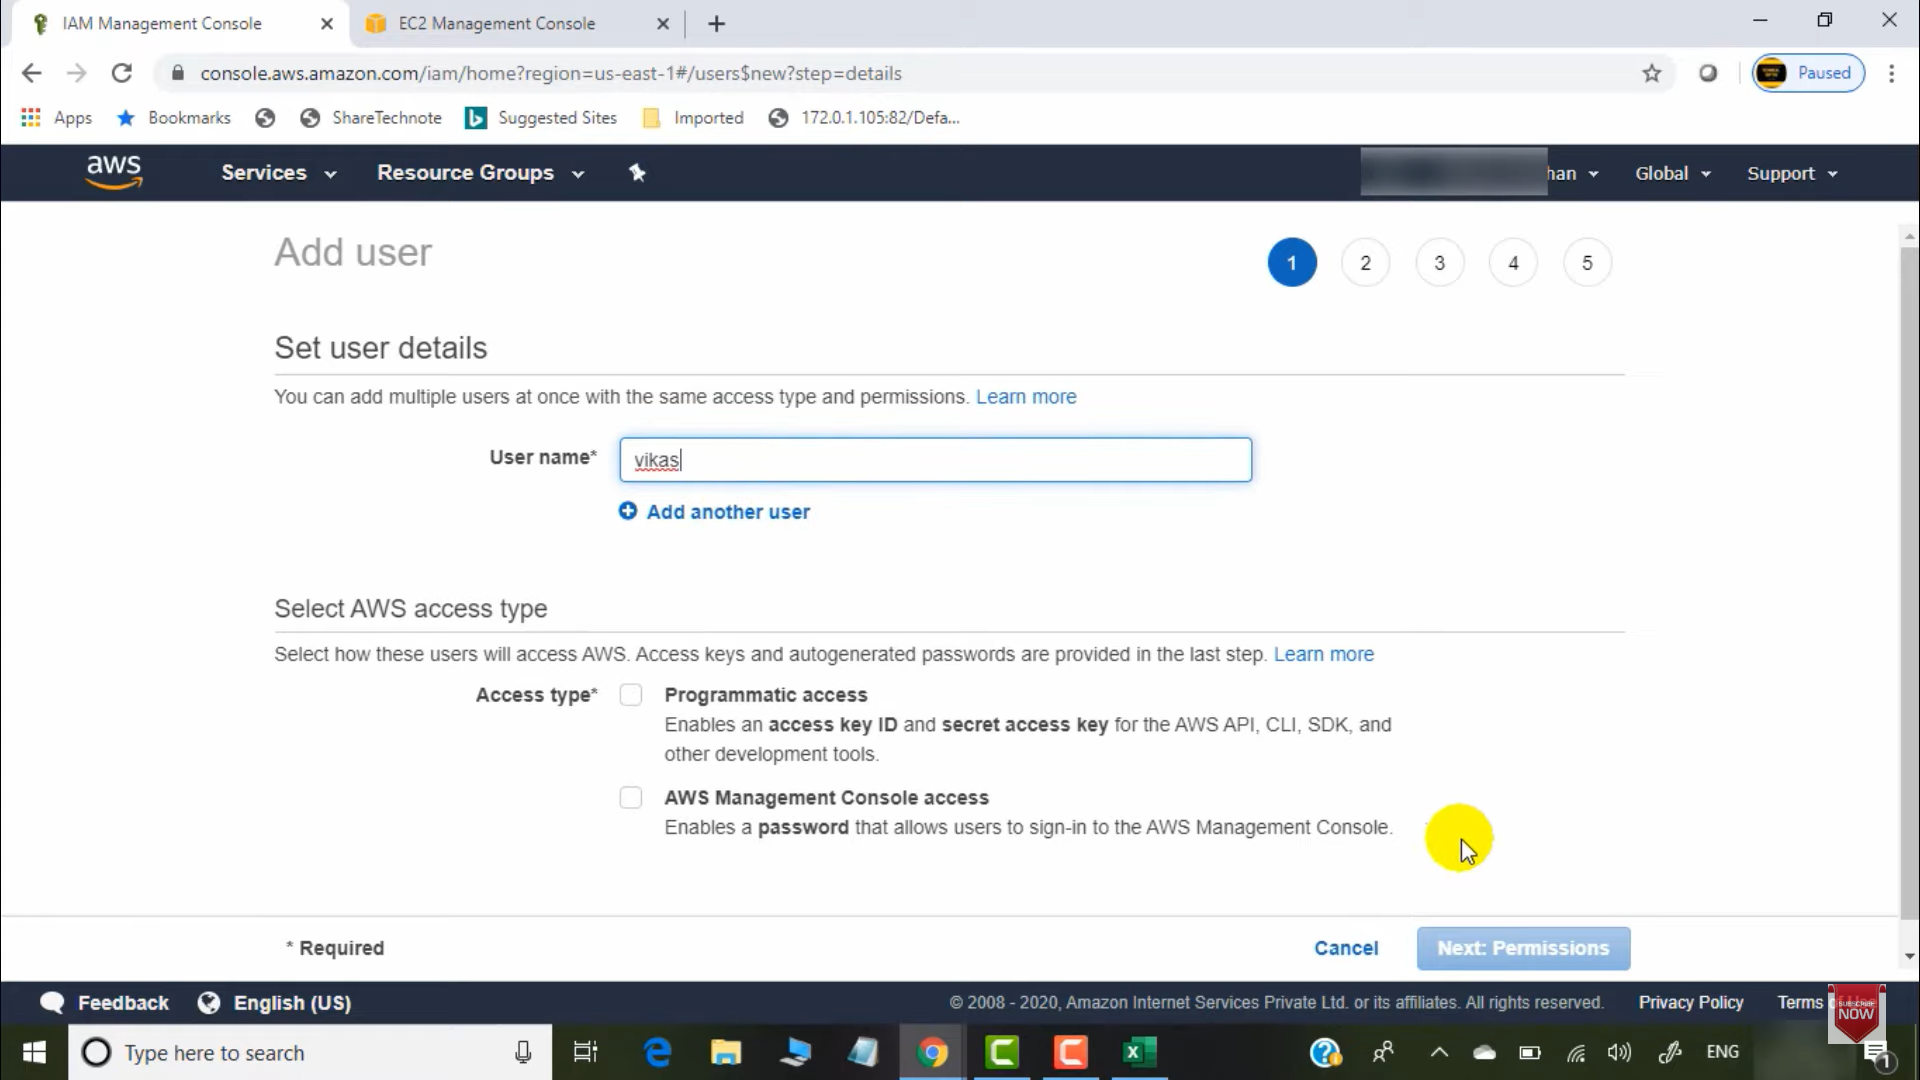 IAM Management Console
EC2 Management Console
console.aws.amazon.com/iam/home?region=us-east-1#/users$new?step=details
Paused
Apps
Bookmarks
ShareTechnote
Suggested Sites
Imported
172.0.1.105:82/Defa...
aws
Services
Resource Groups
han
Global
Support
Add user
1
2
3
4
5
Set user details
You can add multiple users at once with the same access type and permissions. Learn more
User name*
vikas
Add another user
Select AWS access type
Select how these users will access AWS. Access keys and autogenerated passwords are provided in the last step. Learn more
Access type*
Programmatic access
Enables an access key ID and secret access key for the AWS API, CLI, SDK, and
other development tools.
AWS Management Console access
Enables a password that allows users to sign-in to the AWS Management Console.
* Required
Cancel
Next: Permissions
Feedback
English (US)
© 2008 - 2020, Amazon Internet Services Private Ltd. or its affiliates. All rights reserved.
Privacy Policy
Terms
SUBSCRIBE
NOW
Type here to search
ENG
1